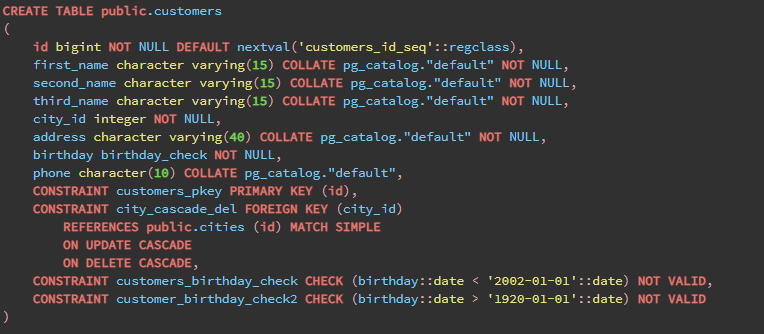 CREATE TABLE public.customers
(
    id bigint NOT NULL DEFAULT nextval('customers_id_seq'::regclass),
    first_name character varying(15) COLLATE pg_catalog."default" NOT NULL,
    second_name character varying(15) COLLATE pg_catalog."default" NOT NULL,
    third_name character varying(15) COLLATE pg_catalog."default" NOT NULL,
    city_id integer NOT NULL,
    address character varying(40) COLLATE pg_catalog."default" NOT NULL,
    birthday birthday_check NOT NULL,
    phone character(10) COLLATE pg_catalog."default",
    CONSTRAINT customers_pkey PRIMARY KEY (id),
    CONSTRAINT city_cascade_del FOREIGN KEY (city_id)
        REFERENCES public.cities (id) MATCH SIMPLE
        ON UPDATE CASCADE
        ON DELETE CASCADE,
    CONSTRAINT customers_birthday_check CHECK (birthday::date < '2002-01-01'::date) NOT VALID,
    CONSTRAINT customer_birthday_check2 CHECK (birthday::date > '1920-01-01'::date) NOT VALID
)